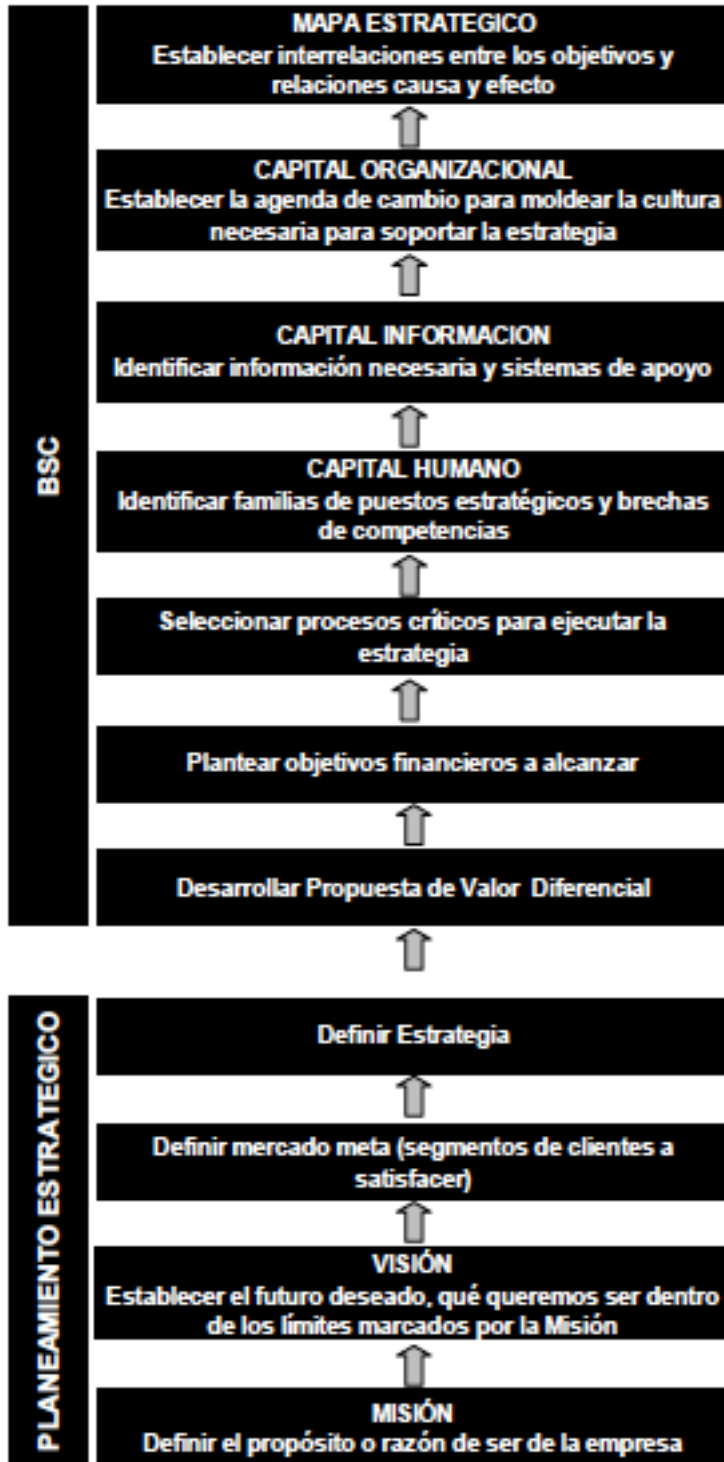 MAPA ESTRATEGICO
Establecer interrelaciones entre los objetivos y
relaciones causa y efecto
CAPITAL ORGANIZACIONAL
Establecer la agenda de cambio para moldear la cultura
necesaria para soportar la estrategia
CAPITAL INFORMACION
Identificar información necesaria y sistemas de apoyo
BSC
CAPITAL HUMANO
Identificar familias de puestos estratégicos y brechas
de competencias
Seleccionar procesos críticos para ejecutar la
estrategia
Plantear objetivos financieros a alcanzar
Desarrollar Propuesta de Valor Diferencial
PLANEAMIENTO ESTRATEGICO
Definir Estrategia
Definir mercado meta (segmentos de clientes a
satisfacer)
VISIÓN
Establecer el futuro deseado, qué queremos ser dentro
de los límites marcados por la Misión
MISIÓN
Definir el propósito o razón de ser de la empresa